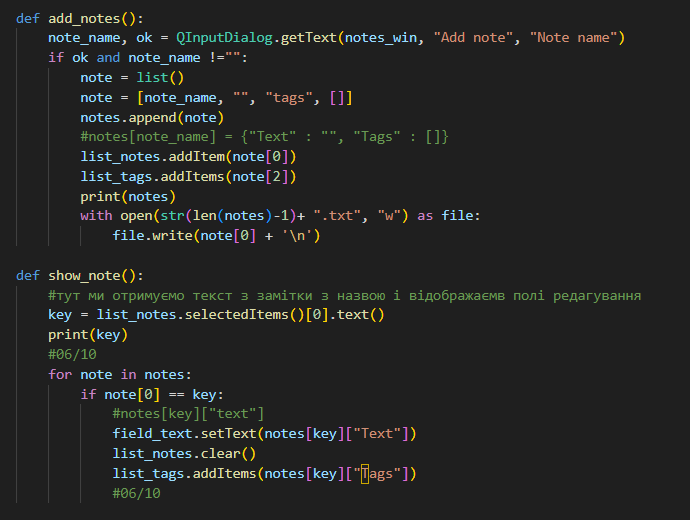 def add_notes():
    note_name, ok = QInputDialog.getText(notes_win, "Add note", "Note name")
    if ok and note_name !="":
        note = list()
        note = [note_name, "", "tags", []]
        notes.append(note)
        #notes[note_name] = {"Text" : "", "Tags" : []}
        list_notes.addItem(note[0])
        list_tags.addItems(note[2])
        print(notes)
        with open(str(len(notes)-1)+ ".txt", "w") as file:
            file.write(note[0] + '\n')

def show_note():
    #тут ми отримуємо текст з замітки з назвою і відображаємв полі редагування
    key = list_notes.selectedItems()[0].text()
    print(key)
    #06/10
    for note in notes:
        if note[0] == key:
            #notes[key]["text"]
            field_text.setText(notes[key]["Text"])
            list_notes.clear()
            list_tags.addItems(notes[key]["Tags"])
            #06/10